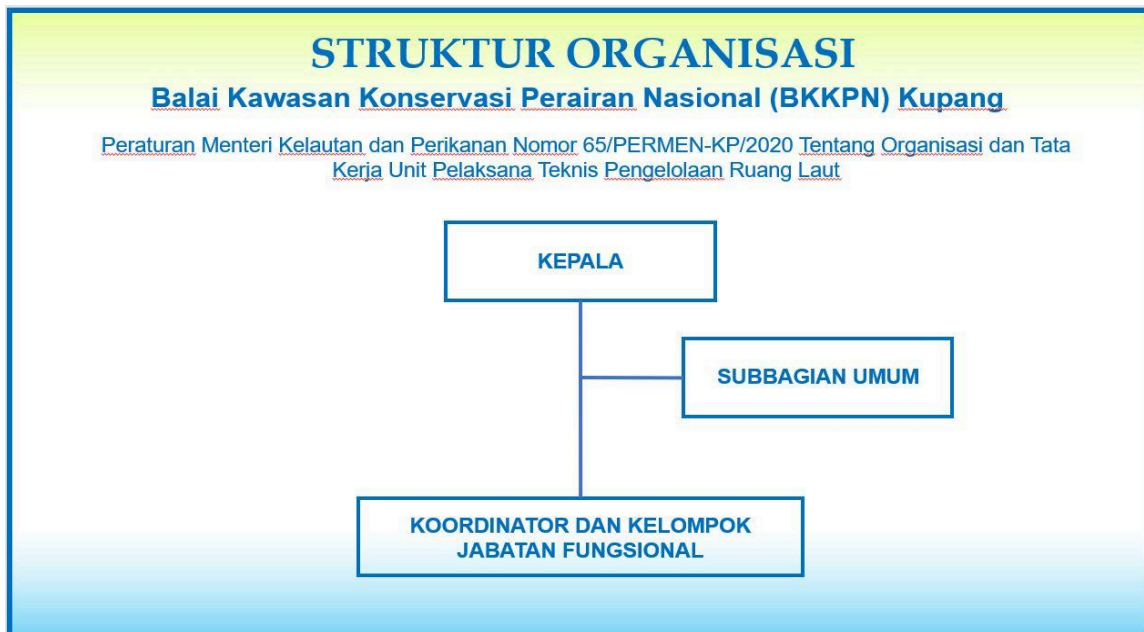 STRUKTUR ORGANISASI
Balai Kawasan Konservasi Perairan Nasional (BKKPN) Kupang
Peraturan Menteri Kelautan dan Perikanan Nomor 65/PERMEN-KP/2020 Tentang Organisasi dan Tata
Kerja Unit Pelaksana Teknis Pengelolaan Ruang Laut
KEPALA
SUBBAGIAN UMUM
KOORDINATOR DAN KELOMPOK
JABATAN FUNGSIONAL